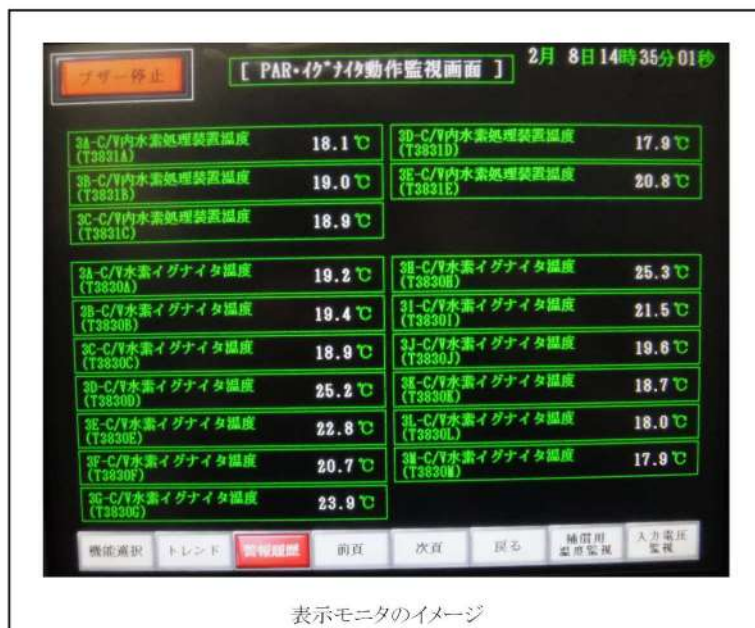 ブザー停止
[ PAR・イグナイタ動作監視画面 ]
2月 8日14時35分01秒
3A-C/V内水素処理装置温度
(T3831A)
18.1℃
3B-C/V内水素処理装置温度
(T3831B)
19.0℃
3C-C/V内水素処理装置温度
(T3831C)
18.9℃
3D-C/V内水素処理装置温度
(T3831D)
17.9℃
3E-C/V内水素処理装置温度
(T3831E)
20.8℃
3A-C/V水素イグナイタ温度
(T3830A)
19.2℃
3B-C/V水素イグナイタ温度
(T3830B)
19.4℃
3C-C/V水素イグナイタ温度
(T3830C)
18.9℃
3D-C/V水素イグナイタ温度
(T3830D)
25.2℃
3E-C/V水素イグナイタ温度
(T3830E)
22.8℃
3F-C/V水素イグナイタ温度
(T3830F)
20.7℃
3G-C/V水素イグナイタ温度
(T3830G)
23.9℃
3H-C/V水素イグナイタ温度
(T3830H)
25.3℃
3I-C/V水素イグナイタ温度
(T3830I)
21.5℃
3J-C/V水素イグナイタ温度
(T3830J)
19.6℃
3K-C/V水素イグナイタ温度
(T3830K)
18.7℃
3L-C/V水素イグナイタ温度
(T3830L)
18.0℃
3M-C/V水素イグナイタ温度
(T3830M)
17.9℃
機能選択
トレンド
警報履歴
前頁
次頁
戻る
補償用
温度監視
入力電圧
監視
表示モニタのイメージ